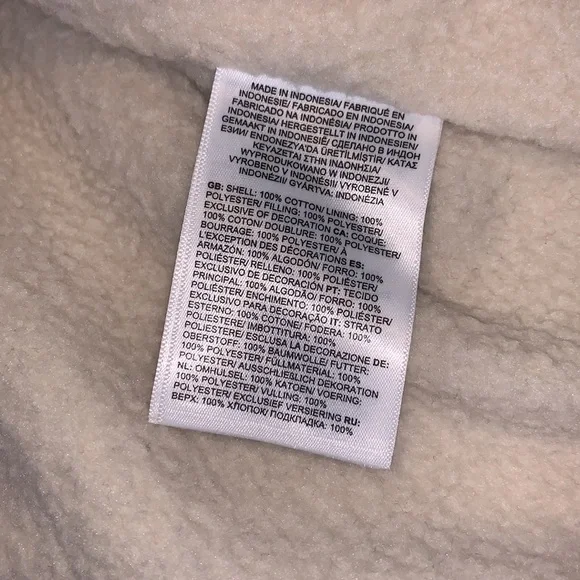 MADE IN INDONESIA/ FABRIQUÉ EN
INDONESIE/ FABRICADO EN INDONESIA/
FABRICADO NA INDONÉSIA/ PRODOTTO IN
INDONESIA/ HERGESTELLT IN INDONESIEN/
GEMAAKT IN INDONESIË/ СДЕЛАНО В ИНДОН
ЕЗИИ/ ENDONEZYA'DA ÜRETİLMİŞTİR/ ΚΑΤΑΣ
ΚΕΥΑΖΕΤΑΙ ΣΤΗΝ ΙΝΔΟΝΗΣΙΑ/
WYPRODUKOWANO W INDONEZJI/
VYROBENO V INDONÉSII/ VYROBENÉ V
INDONÉZII/ GYÁRTVA: INDONÉZIA
GB: SHELL: 100% COTTON/ LINING: 100%
POLYESTER/ FILLING: 100% POLYESTER/
EXCLUSIVE OF DECORATION CA: COQUE:
100% COTON/ DOUBLURE: 100% POLYESTER/
BOURRAGE: 100% POLYESTER/ À
L'EXCEPTION DES DÉCORATIONS ES:
ARMAZÓN: 100% ALGODÓN/ FORRO: 100%
POLIÉSTER/ RELLENO: 100% POLIÉSTER/
EXCLUSIVO DE DECORACIÓN PT: TECIDO
PRINCIPAL: 100% ALGODÃO/ FORRO: 100%
POLIÉSTER/ ENCHIMENTO: 100% POLIÉSTER/
EXCLUSIVO PARA DECORAÇÃO IT: STRATO
ESTERNO: 100% COTONE/ FODERA: 100%
POLIESTERE/ IMBOTTITURA: 100%
POLIESTERE/ ESCLUSA LA DECORAZIONE DE:
OBERSTOFF: 100% BAUMWOLLE/ FUTTER:
100% POLYESTER/ FÜLLMATERIAL: 100%
POLYESTER/ AUSSCHLIEßLICH DEKORATION
NL: OMHULSEL: 100% KATOEN/ VOERING:
100% POLYESTER/ VULLING: 100%
POLYESTER/ EXCLUSIEF VERSIERING RU:
ВЕРХ: 100% ХЛОПОК/ ПОДКЛАДКА: 100%